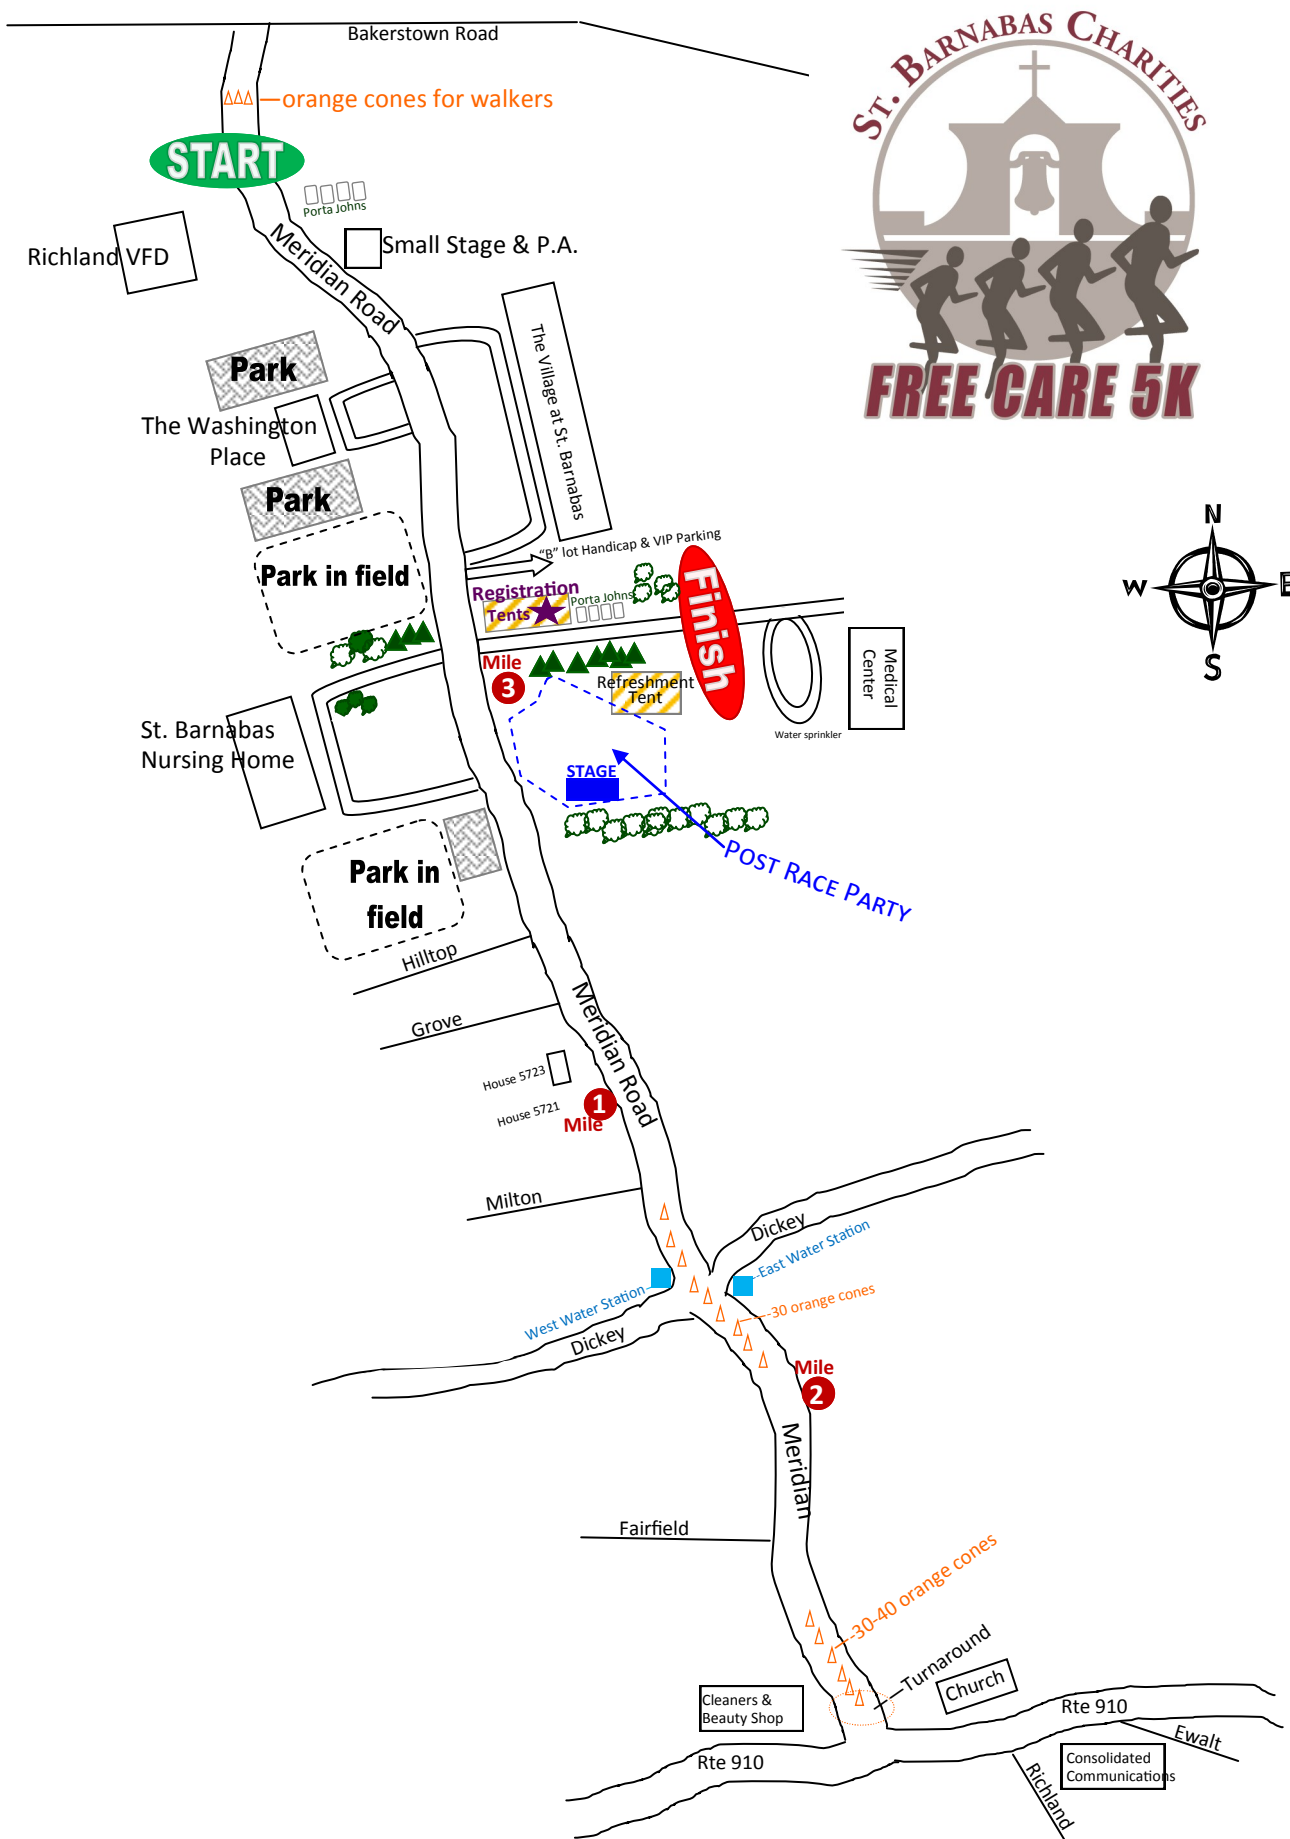 Bakerstown Road
ST. BARNABAS CHARITIES
FREE CARE 5K
orange cones for walkers
START
Porta Johns
Richland VFD
Small Stage & P.A.
Meridian Road
The Village at St. Barnabas
Park
The Washington
Place
Park
"B" lot Handicap & VIP Parking
N
W
E
S
Park in field
Registration
Tents
Porta Johns
Finish
Mile
3
Refreshment
Tent
Medical
Center
Water sprinkler
St. Barnabas
Nursing Home
STAGE
POST RACE PARTY
Park in
field
Hilltop
Grove
Meridian Road
House 5723
House 5721
1
Mile
Milton
Dickey
East Water Station
West Water Station
30 orange cones
Dickey
Mile
2
Meridian
Fairfield
30-40 orange cones
Turnaround
Church
Cleaners &
Beauty Shop
Rte 910
Rte 910
Ewalt
Consolidated
Communications
Richland